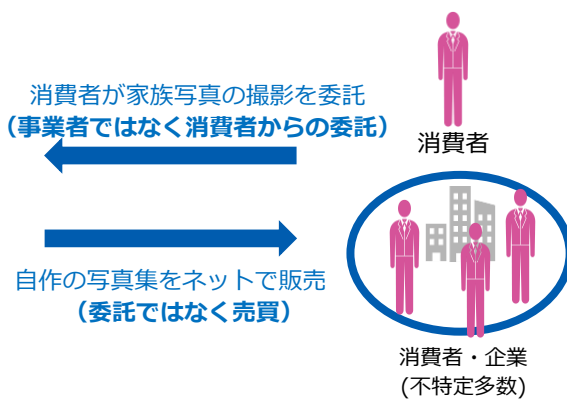 消費者が家族写真の撮影を委託
（事業者ではなく消費者からの委託）
消費者
自作の写真集をネットで販売
（委託ではなく売買）
消費者・企業
(不特定多数)